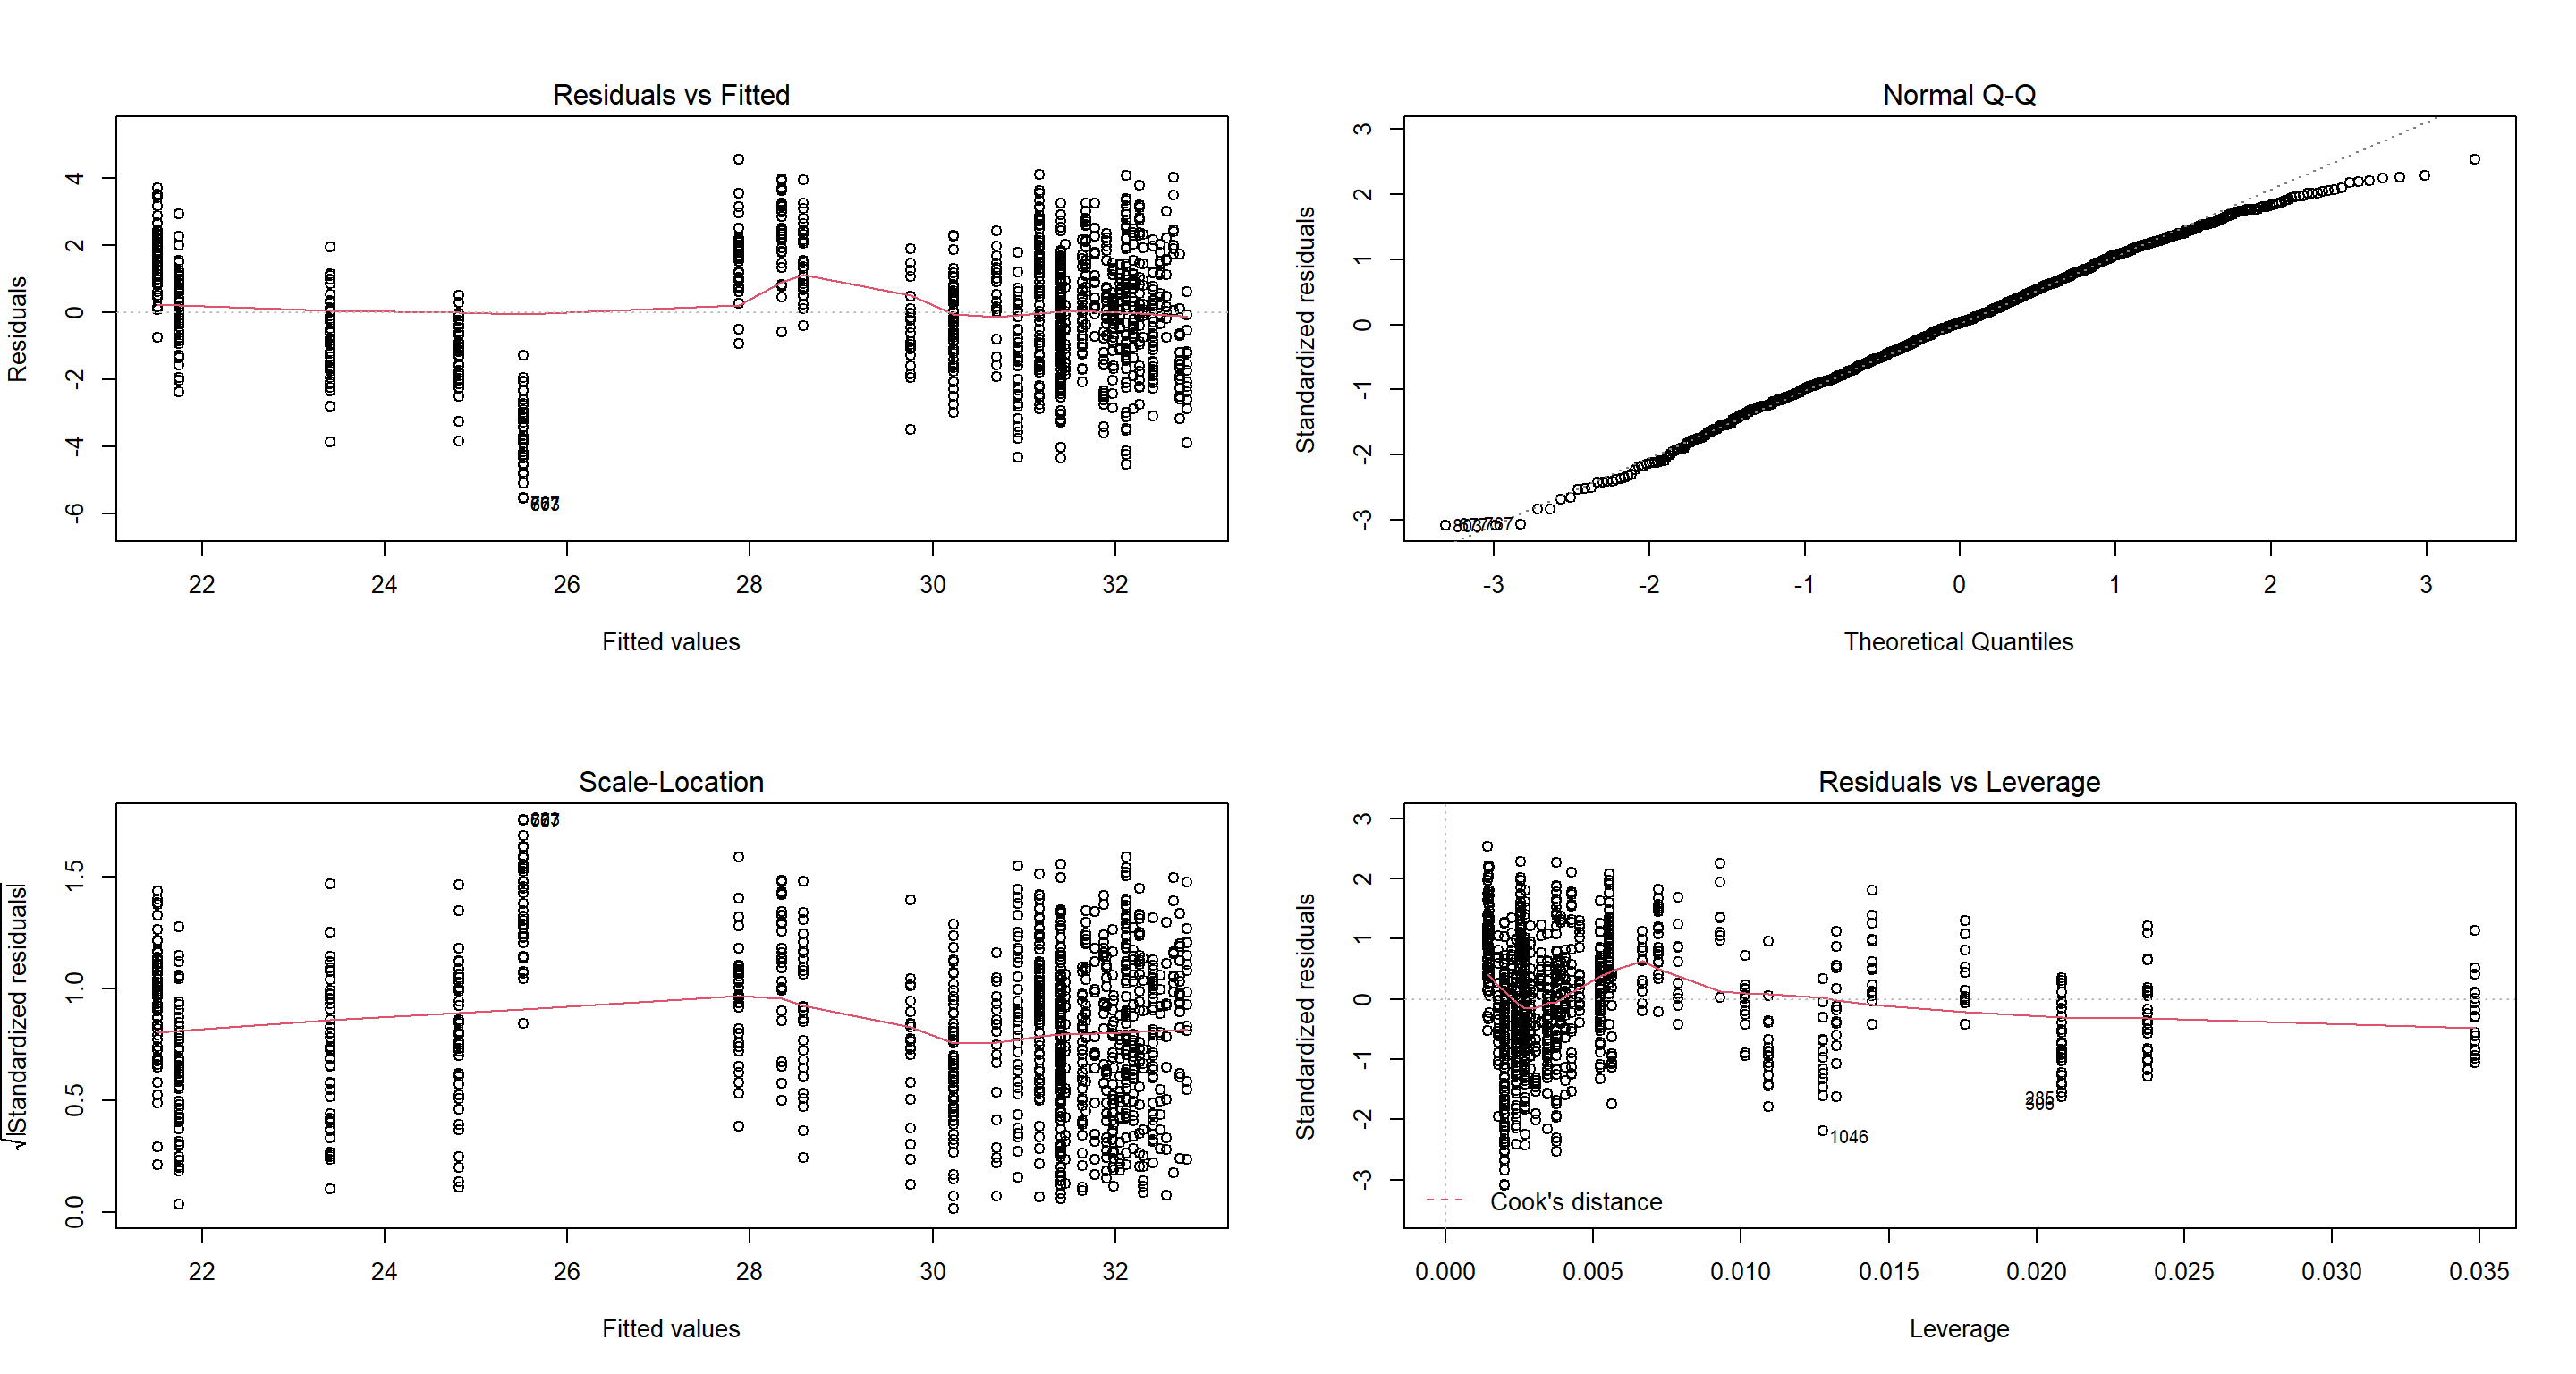 Residuals vs Fitted
Residuals
4
2
0
-2
-4
-6
22 24 26 28 30 32
Fitted values
Normal Q-Q
Standardized residuals
3
2
1
0
-1
-2
-3
-3 -2 -1 0 1 2 3
Theoretical Quantiles
Scale-Location
√|Standardized residuals|
1.5
1.0
0.5
0.0
22 24 26 28 30 32
Fitted values
Residuals vs Leverage
Standardized residuals
3
2
1
0
-1
-2
-3
1046
Cook's distance
0.000 0.005 0.010 0.015 0.020 0.025 0.030 0.035
Leverage